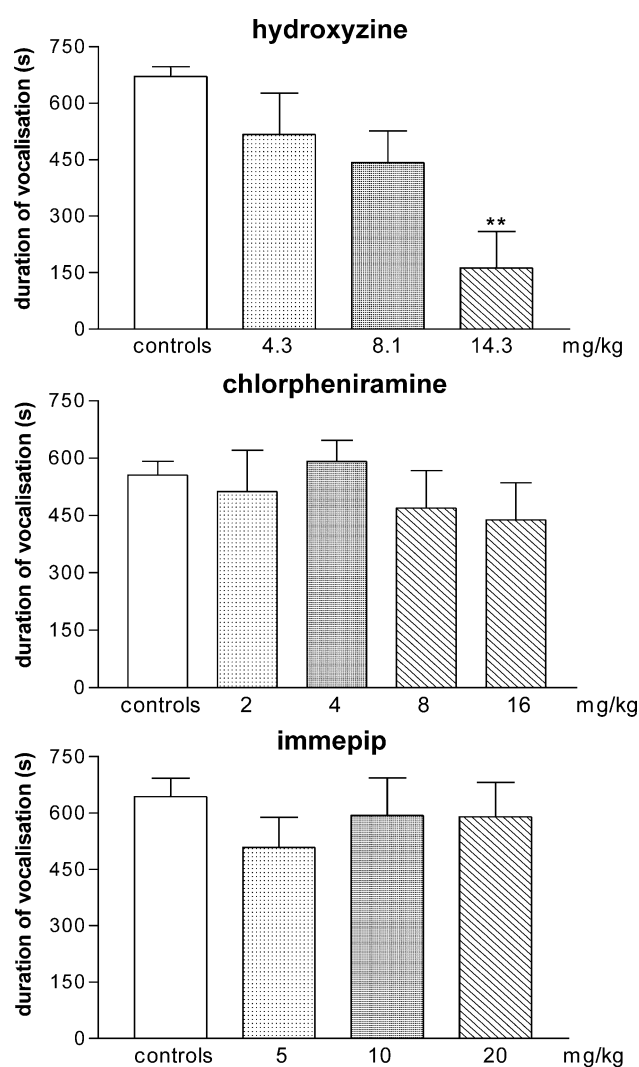 hydroxyzine
duration of vocalisation (s)
750
600
450
300
150
0
**
controls 4.3 8.1 14.3 mg/kg
chlorpheniramine
duration of vocalisation (s)
750
600
450
300
150
0
controls 2 4 8 16 mg/kg
immepip
duration of vocalisation (s)
750
600
450
300
150
0
controls 5 10 20 mg/kg